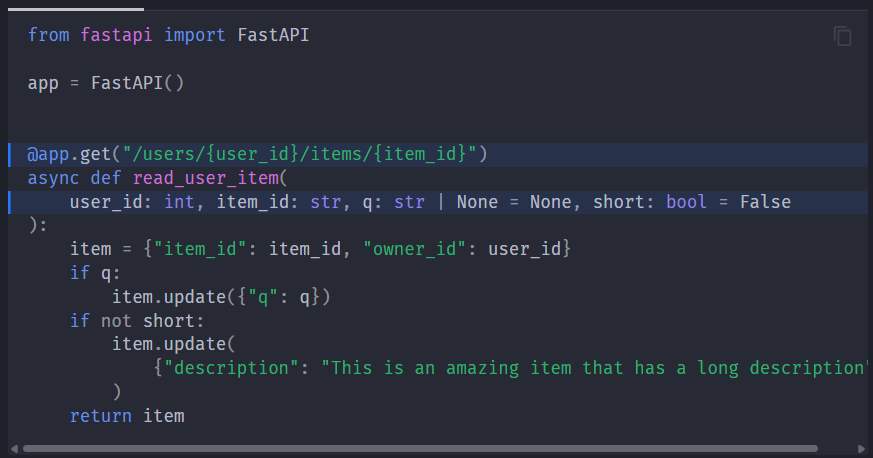 from fastapi import FastAPI
app = FastAPI()
@app.get("/users/{user_id}/items/{item_id}")
async def read_user_item(
    user_id: int, item_id: str, q: str | None = None, short: bool = False
):
    item = {"item_id": item_id, "owner_id": user_id}
    if q:
        item.update({"q": q})
    if not short:
        item.update(
            {"description": "This is an amazing item that has a long description"
        )
    return item